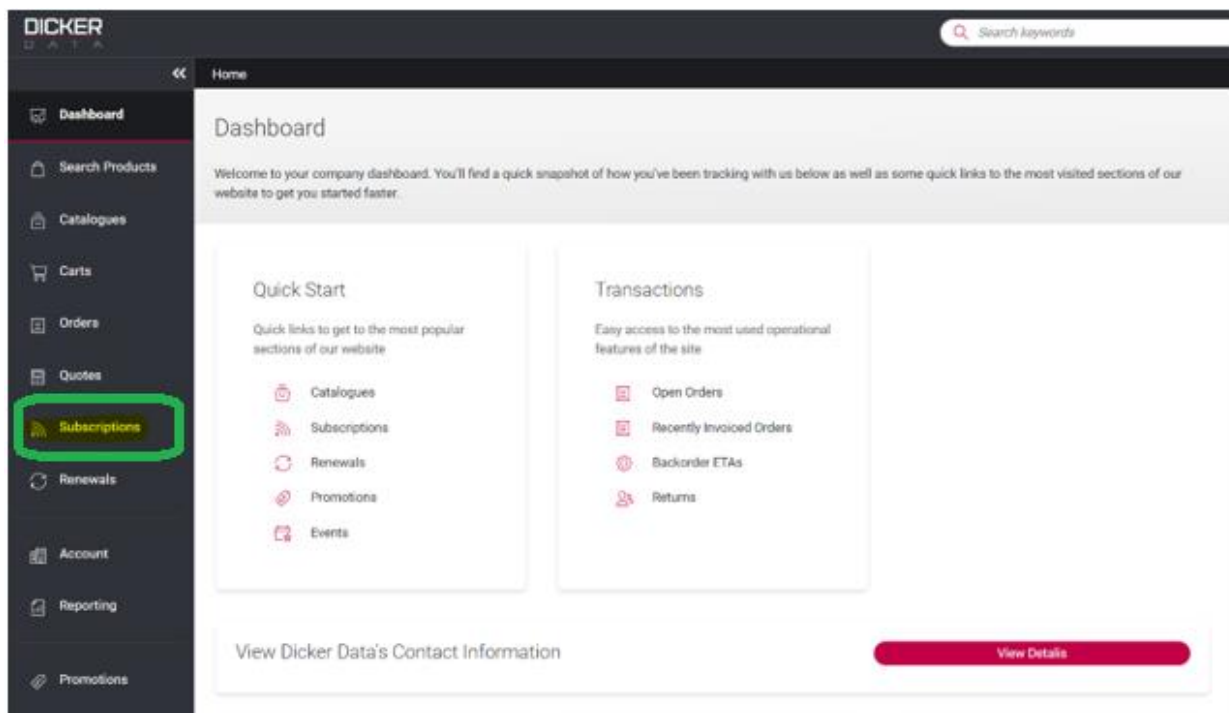 DICKER
DATA
Search keywords
Home
Dashboard
Search Products
Catalogues
Carts
Orders
Quotes
Subscriptions
Renewals
Account
Reporting
Promotions
Dashboard
Welcome to your company dashboard. You'll find a quick snapshot of how you've been tracking with us below as well as some quick links to the most visited sections of our
website to get you started faster.
Quick Start
Quick links to get to the most popular
sections of our website
Catalogues
Subscriptions
Renewals
Promotions
Events
Transactions
Easy access to the most used operational
features of the site
Open Orders
Recently Invoiced Orders
Backorder ETAs
Returns
View Dicker Data's Contact Information
View Details